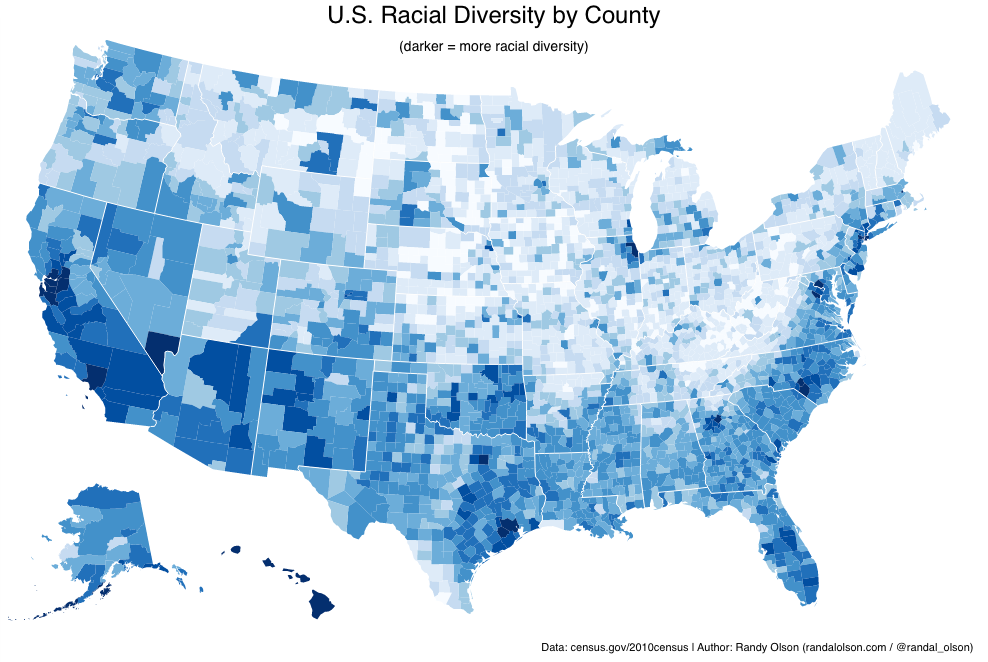 U.S. Racial Diversity by County
(darker = more racial diversity)
Data: census.gov/2010census | Author: Randy Olson (randalolson.com / @randal_olson)